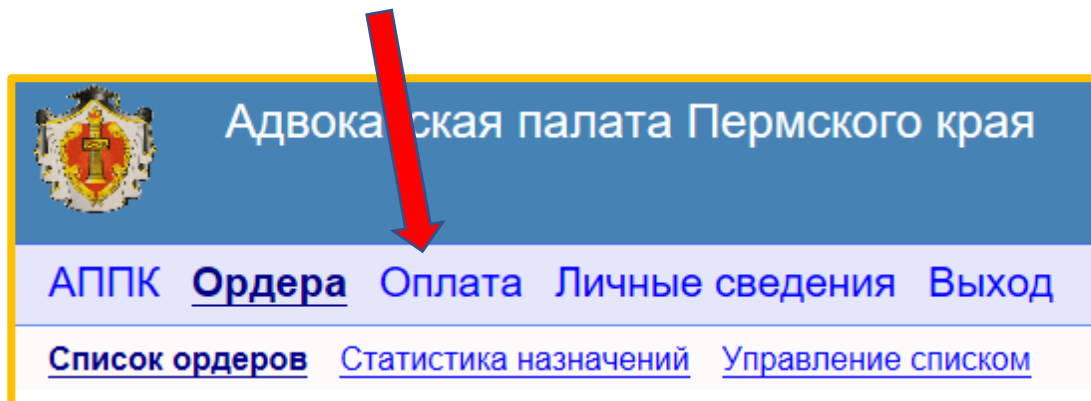 Адвокатская палата Пермского края
АППК Ордера Оплата Личные сведения Выход
Список ордеров Статистика назначений Управление списком